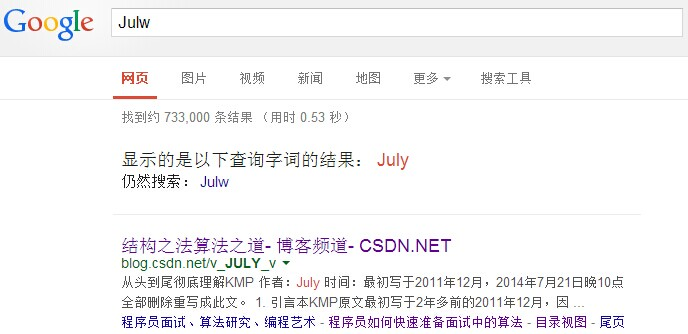 Google
Julw
网页 图片 视频 新闻 地图 更多 搜索工具
找到约 733,000 条结果 （用时 0.53 秒）
显示的是以下查询字词的结果： July
仍然搜索： Julw
结构之法算法之道- 博客频道- CSDN.NET
blog.csdn.net/v_JULY_v
从头到尾彻底理解KMP 作者：July 时间：最初写于2011年12月，2014年7月21日晚10点
全部删除重写成此文。 1. 引言本KMP原文最初写于2年多前的2011年12月，因 ...
程序员面试、算法研究、编程艺术 - 程序员如何快速准备面试中的算法 - 目录视图 - 尾页